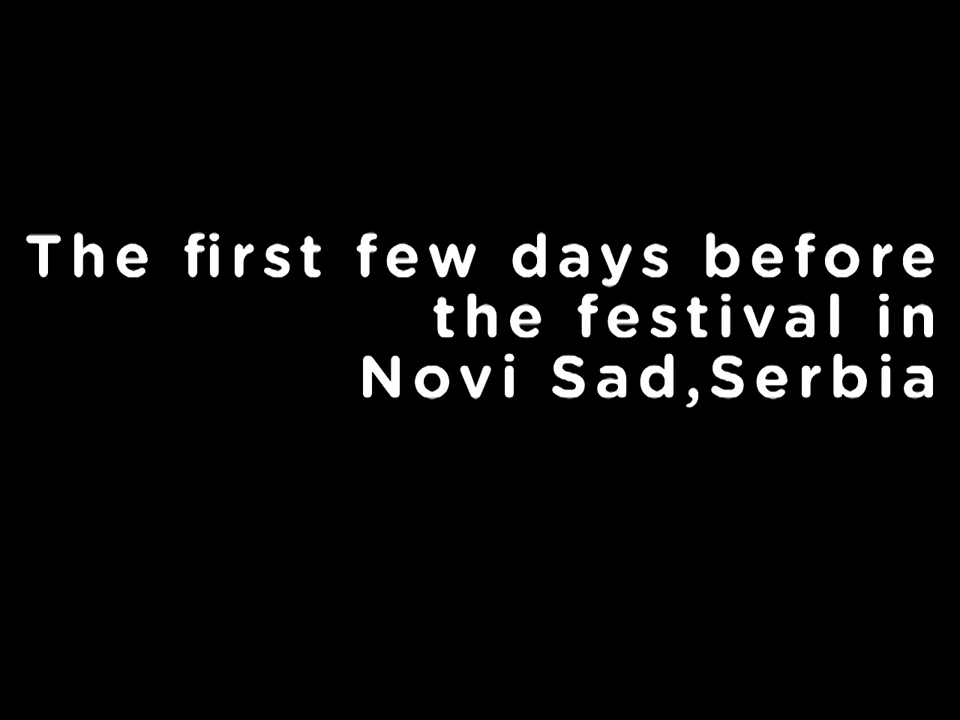 The first few days before
the festival in
Novi Sad,Serbia